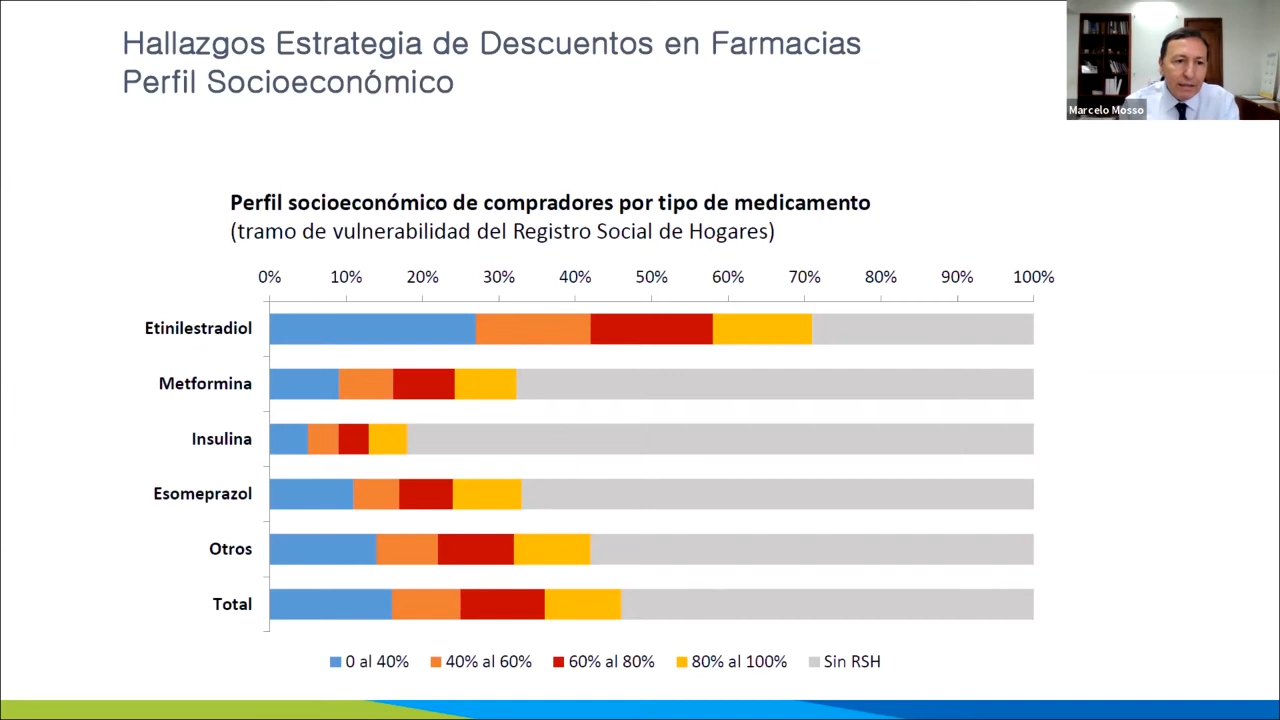 Hallazgos Estrategia de Descuentos en Farmacias
Perfil Socioeconómico
Marcelo Mosso
Perfil socioeconómico de compradores por tipo de medicamento
(tramo de vulnerabilidad del Registro Social de Hogares)
0% 10% 20% 30% 40% 50% 60% 70% 80% 90% 100%
Etinilestradiol
Metformina
Insulina
Esomeprazol
Otros
Total
0 al 40% 40% al 60% 60% al 80% 80% al 100% Sin RSH